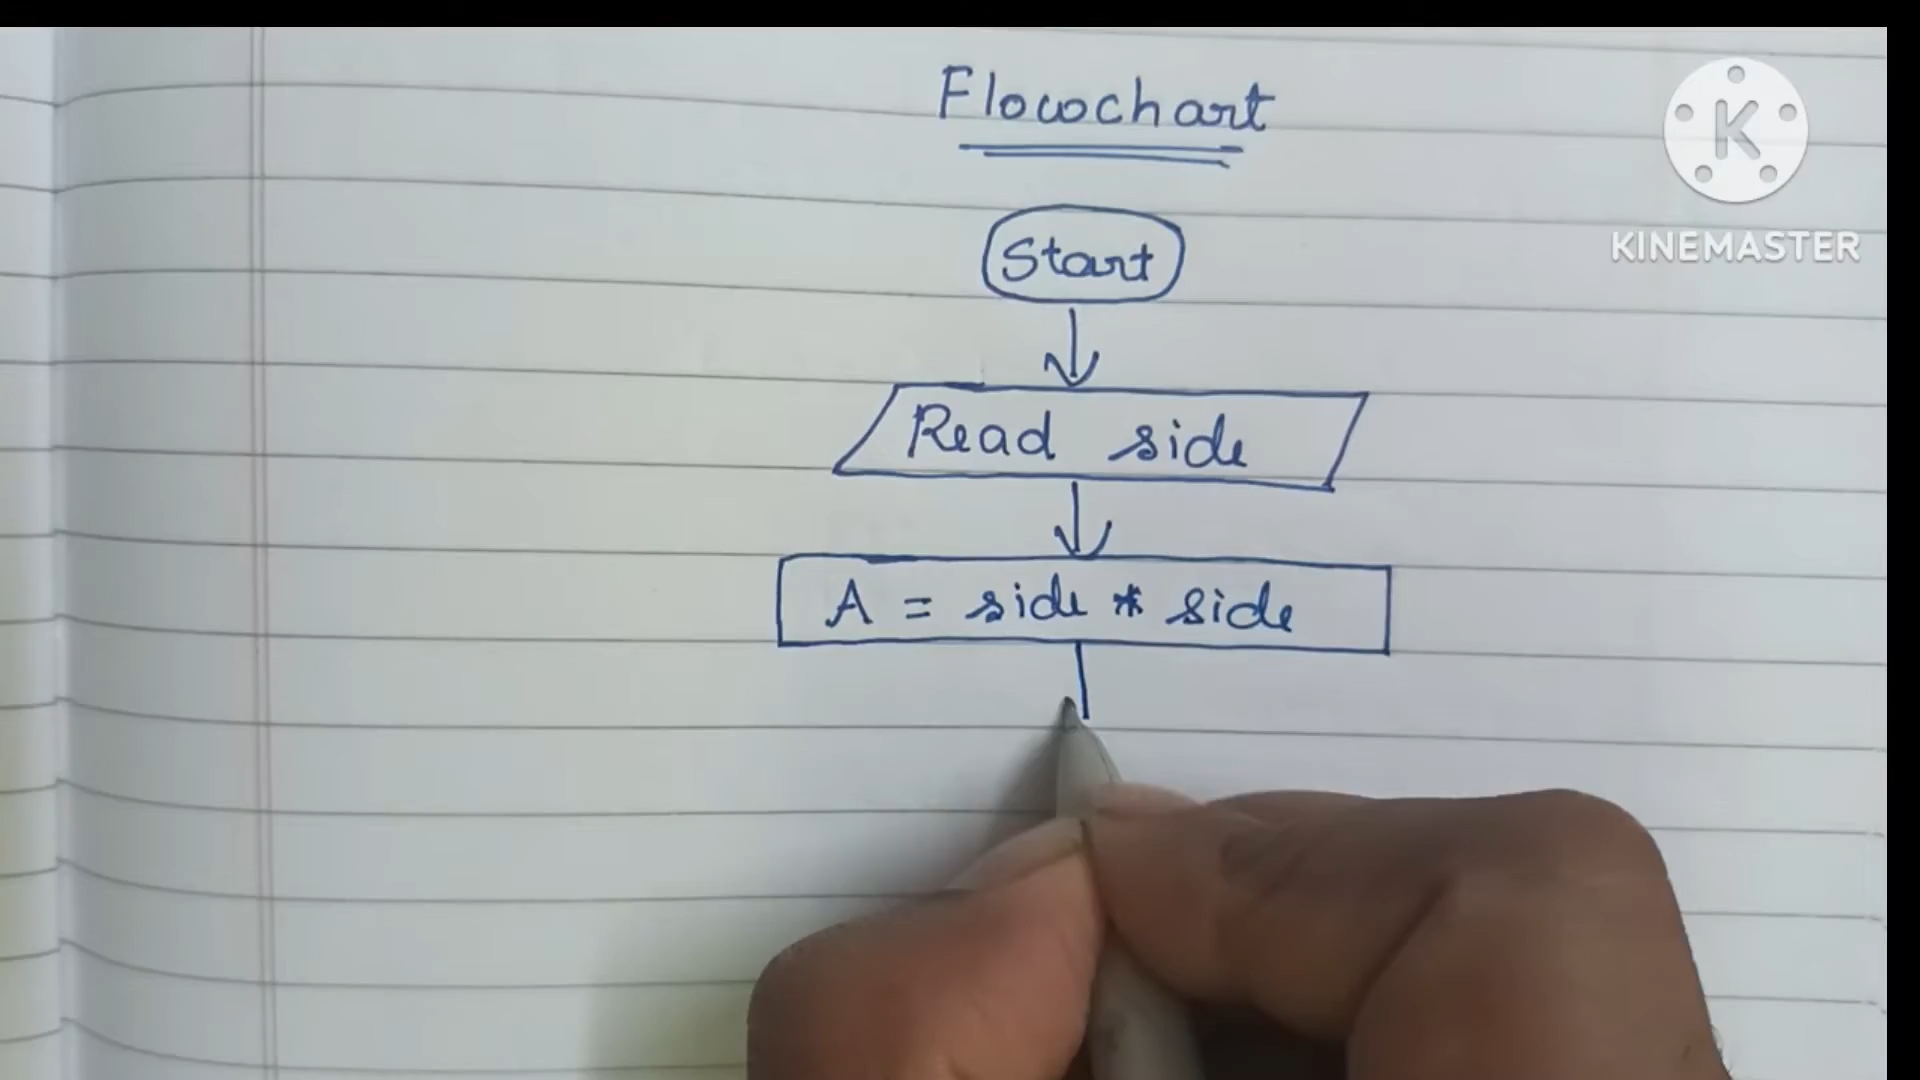 Flowchart
K
KINEMASTER
Start
Read side
A = side * side